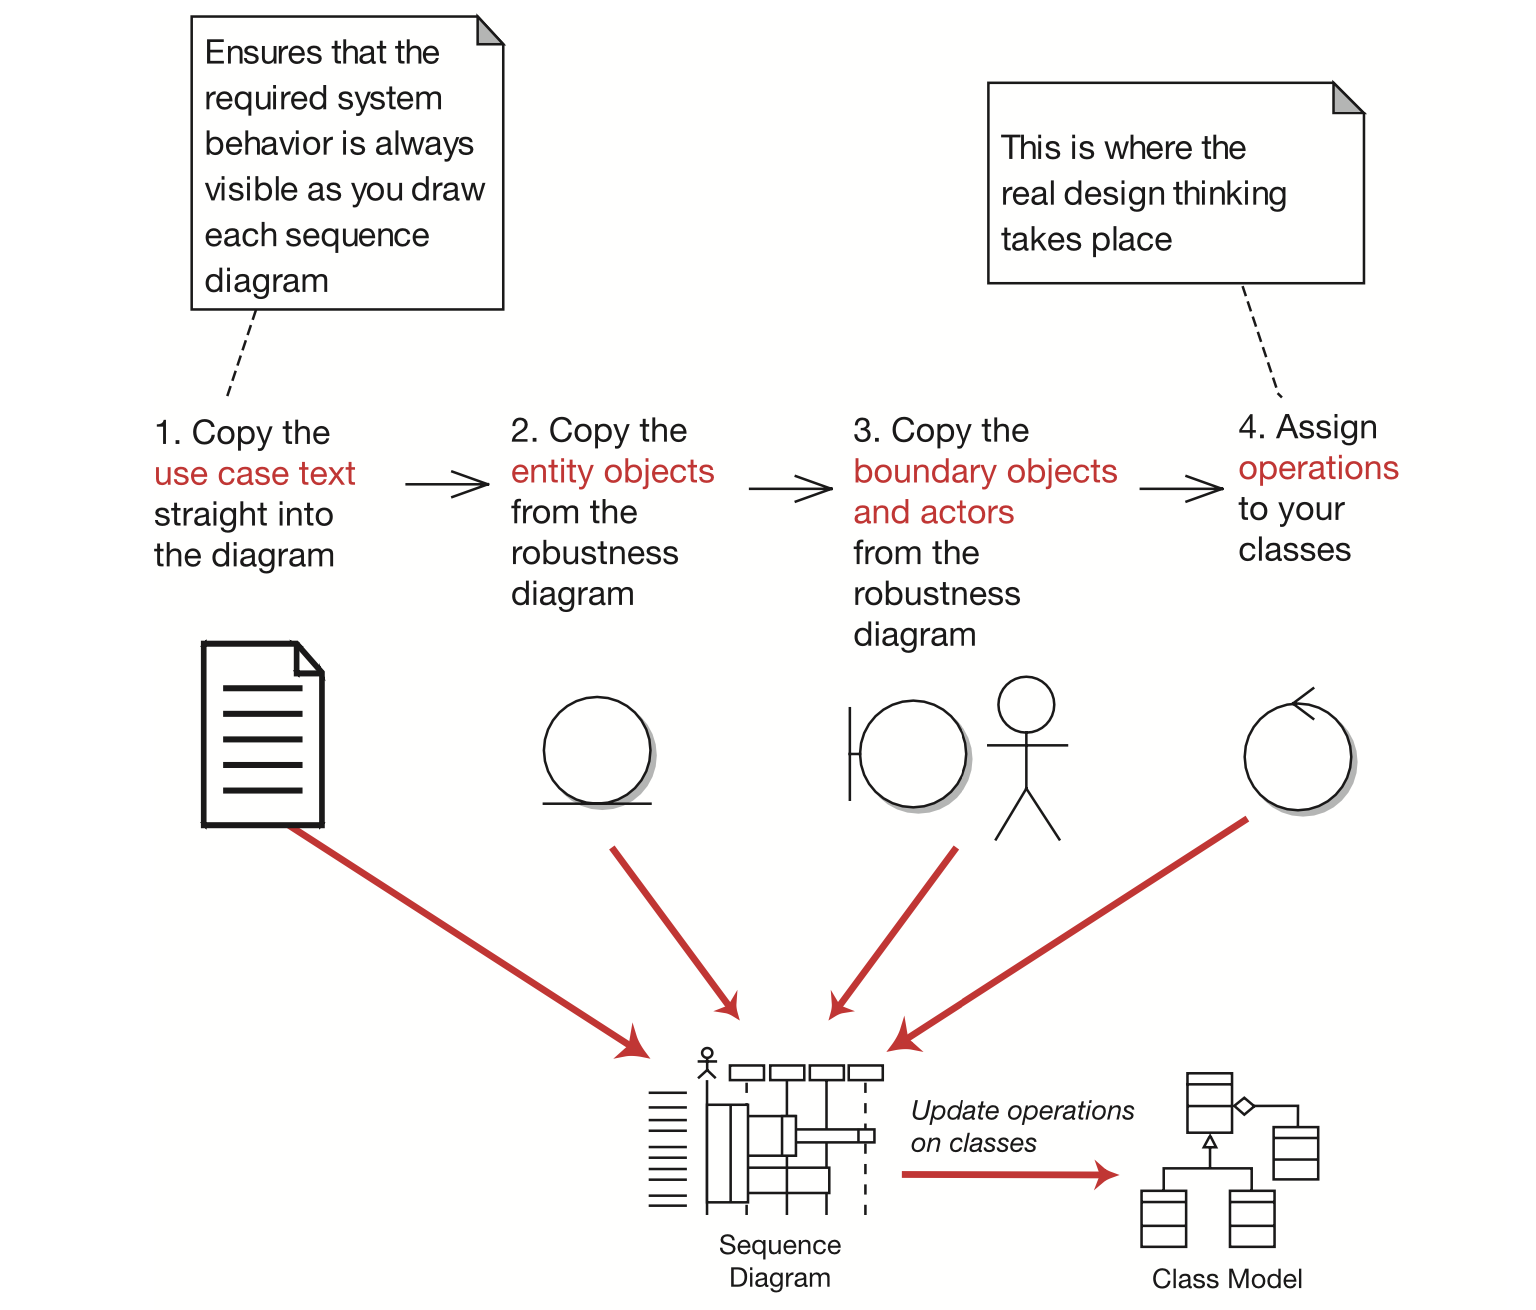 Ensures that the
required system
behavior is always
visible as you draw
each sequence
diagram
This is where the
real design thinking
takes place
1. Copy the
use case text
straight into
the diagram
2. Copy the
entity objects
from the
robustness
diagram
3. Copy the
boundary objects
and actors
from the
robustness
diagram
4. Assign
operations
to your
classes
Update operations
on classes
Sequence
Diagram
Class Model